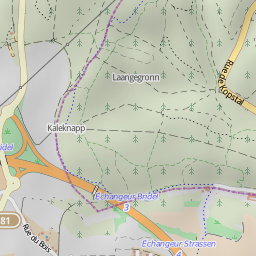 Laangegronn
Rue de Kopstal
Kaleknapp
Echangeur Bridel
3
81
Rue du Bois
Echangeur Strassen